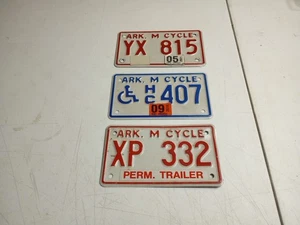 ARK. M CYCLE
YX 815
05
ARK. M CYCLE
HC 407
09
ARK. M CYCLE
XP 332
PERM. TRAILER